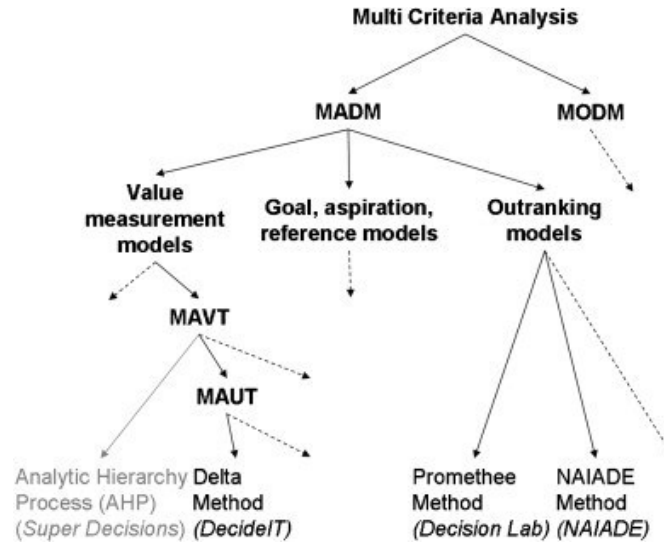 Multi Criteria Analysis
MADM
MODM
Value
measurement
models
Goal, aspiration,
reference models
Outranking
models
MAVT
MAUT
Analytic Hierarchy
Process (AHP)
(Super Decisions)
Delta
Method
(DecideIT)
Promethee
Method
(Decision Lab)
NAIADE
Method
(NAIADE)